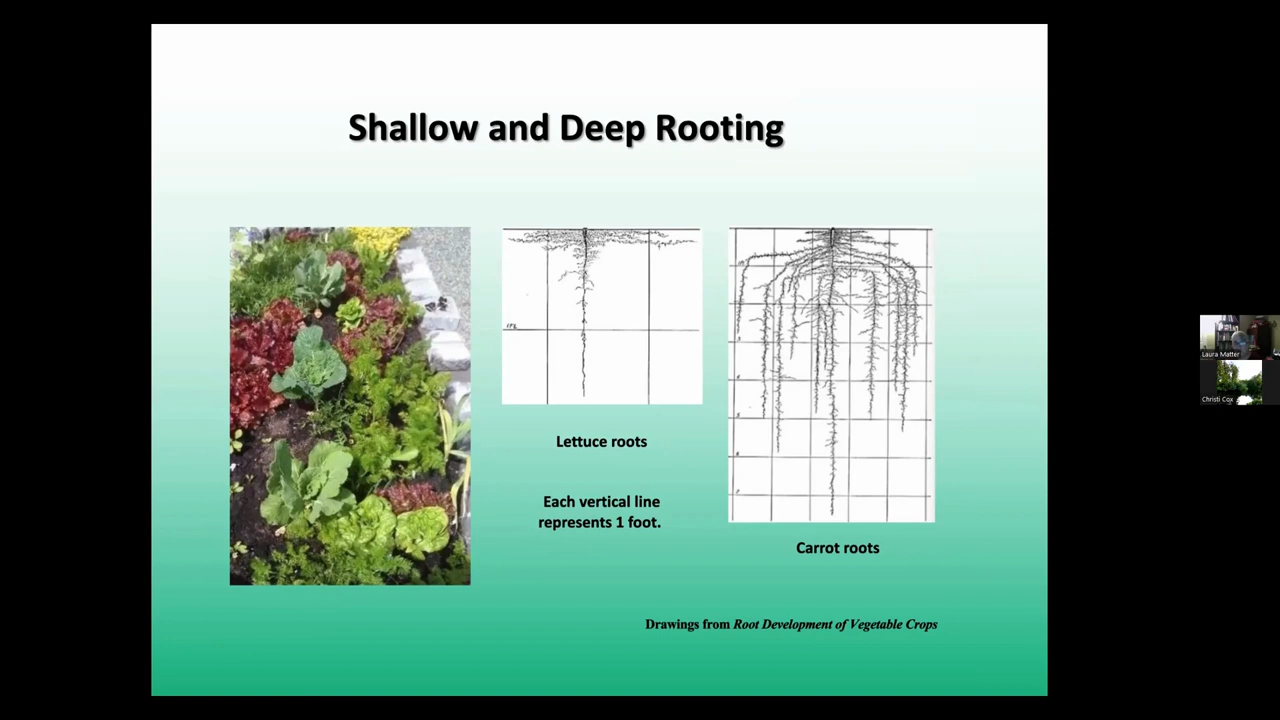 Shallow and Deep Rooting
Lettuce roots
Each vertical line
represents 1 foot.
Carrot roots
Drawings from Root Development of Vegetable Crops
Laura Matter
Christi Cox